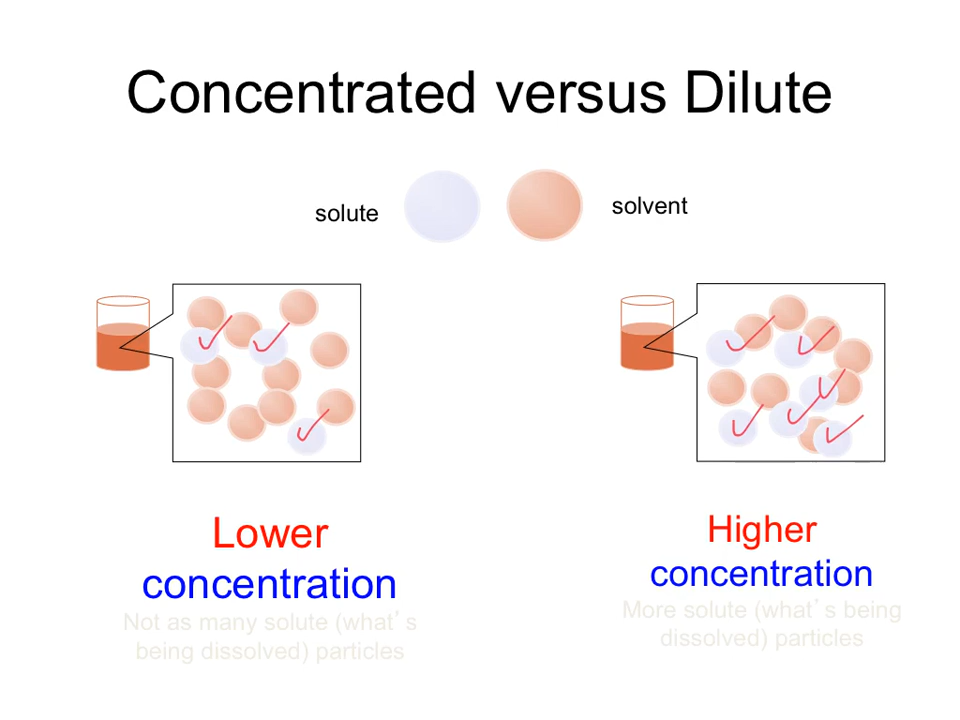 Concentrated versus Dilute
solute
solvent
Lower
concentration
Not as many solute (what's
being dissolved) particles
Higher
concentration
More solute (what's being
dissolved) particles